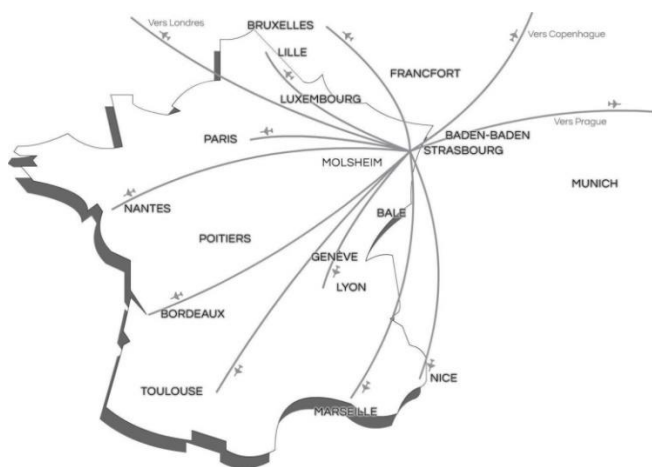 BRUXELLES
Vers Londres
Vers Copenhague
LILLE
FRANCFORT
LUXEMBOURG
Vers Prague
PARIS
BADEN-BADEN
STRASBOURG
MOLSHEIM
MUNICH
NANTES
BALE
POITIERS
GENÈVE
LYON
BORDEAUX
NICE
TOULOUSE
MARSEILLE